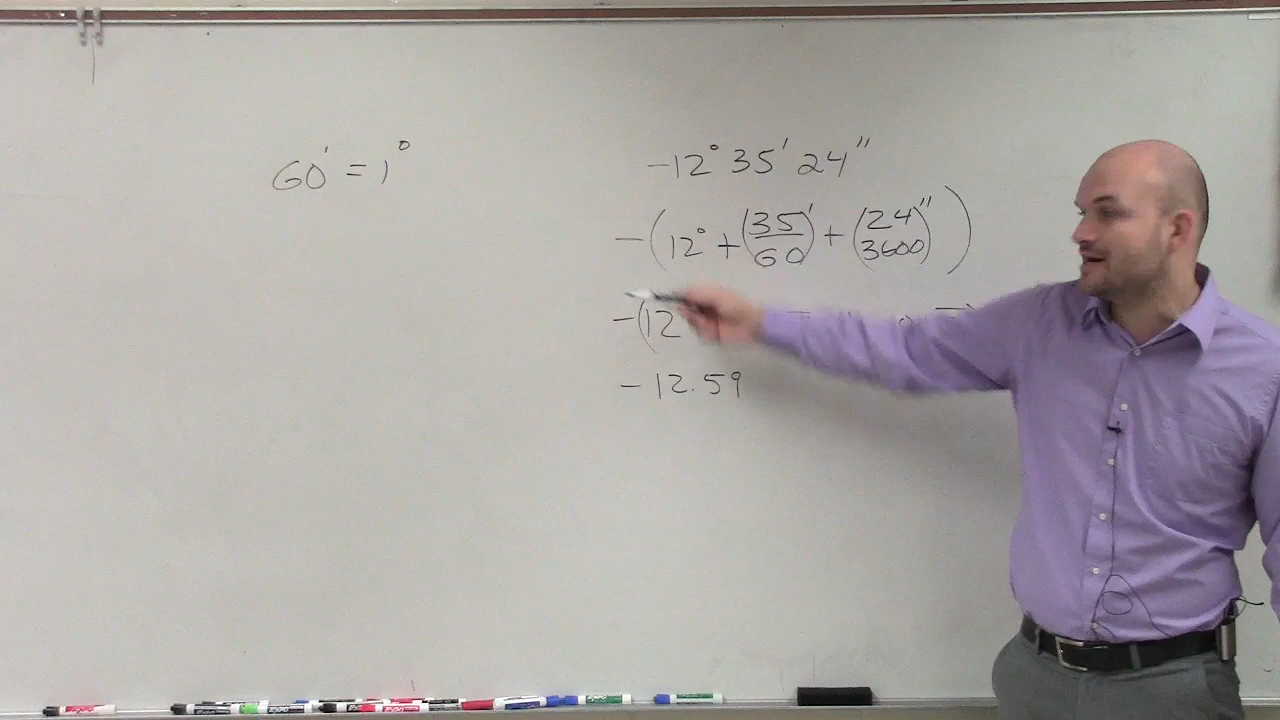 60' = 1°
-12° 35' 24"
-(12° + (35/60)' + (24/3600)")
-(12
-12.59